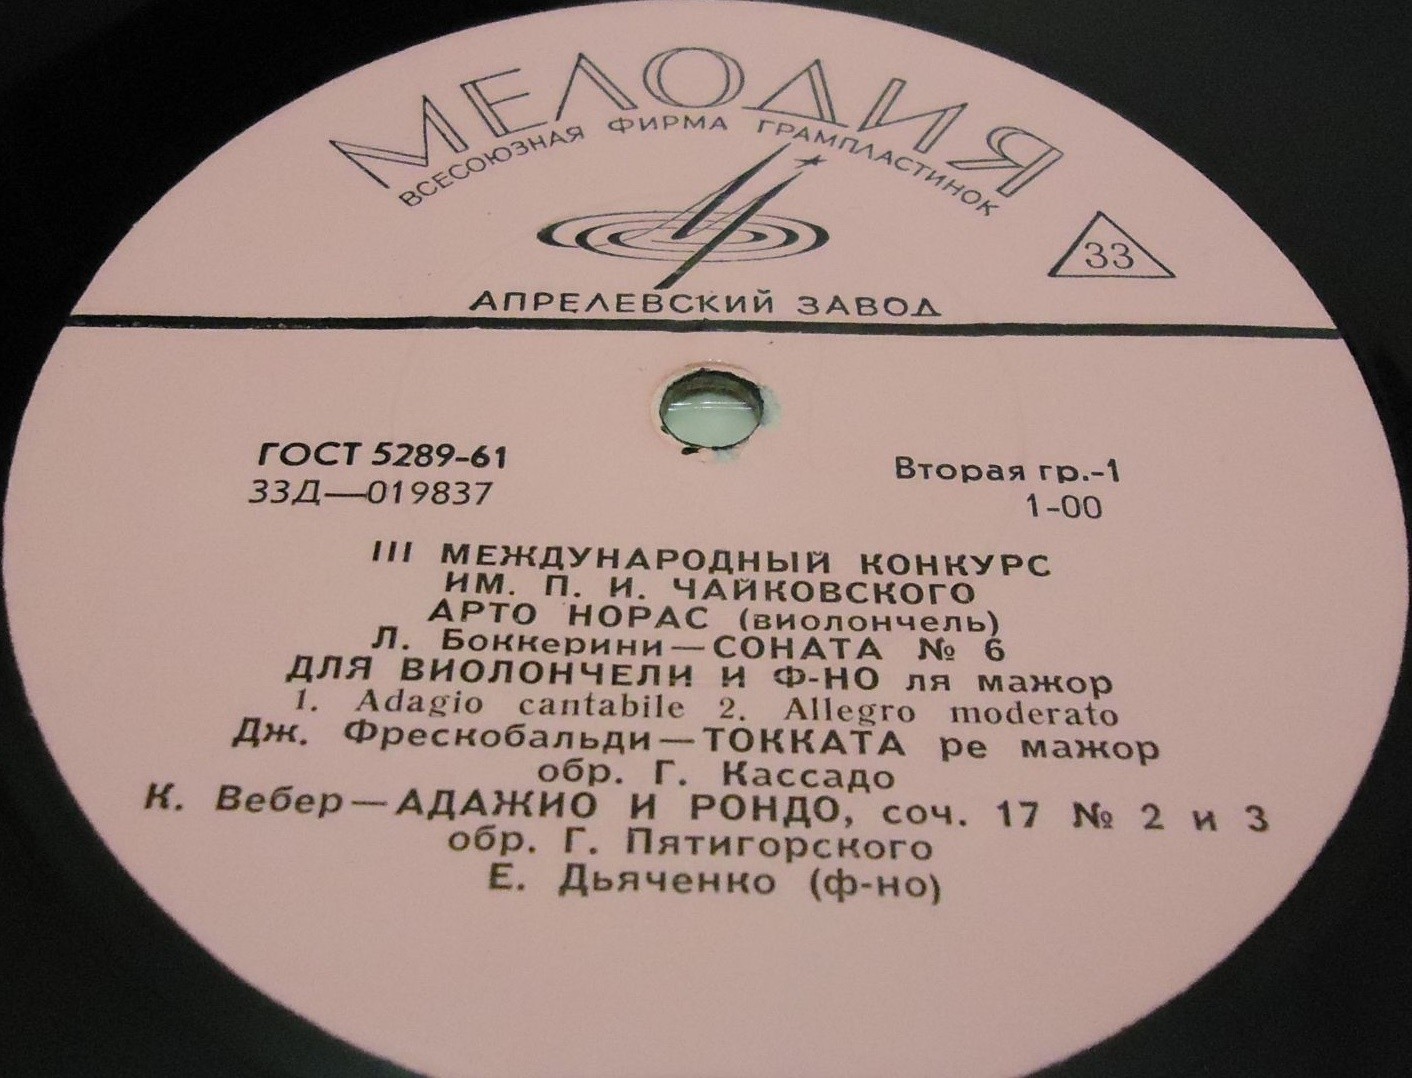 МЕЛОДИЯ
ВСЕСОЮЗНАЯ ФИРМА ГРАМПЛАСТИНОК
33
АПРЕЛЕВСКИЙ ЗАВОД
ГОСТ 5289-61
33Д—019837
Вторая гр.-1
1-00
III МЕЖДУНАРОДНЫЙ КОНКУРС
ИМ. П. И. ЧАЙКОВСКОГО
АРТО НОРАС (виолончель)
Л. Боккерини—СОНАТА № 6
ДЛЯ ВИОЛОНЧЕЛИ И Ф-НО ля мажор
1. Adagio cantabile 2. Allegro moderato
Дж. Фрескобальди—ТОККАТА ре мажор
обр. Г. Кассадо
К. Вебер—АДАЖИО И РОНДО, соч. 17 № 2 и 3
обр. Г. Пятигорского
Е. Дьяченко (ф-но)